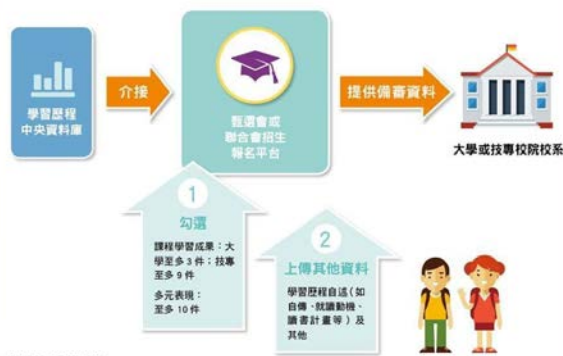 學習歷程
中央資料庫
介接
甄選會或
聯合會招生
報名平台
提供備審資料
大學或技專校院校系
1
勾選
課程學習成果：大
學至多3件；技專
至多9件
多元表現：
至多10件
2
上傳其他資料
學習歷程自述（如
自傳、就讀動機、
讀書計畫等）及
其他